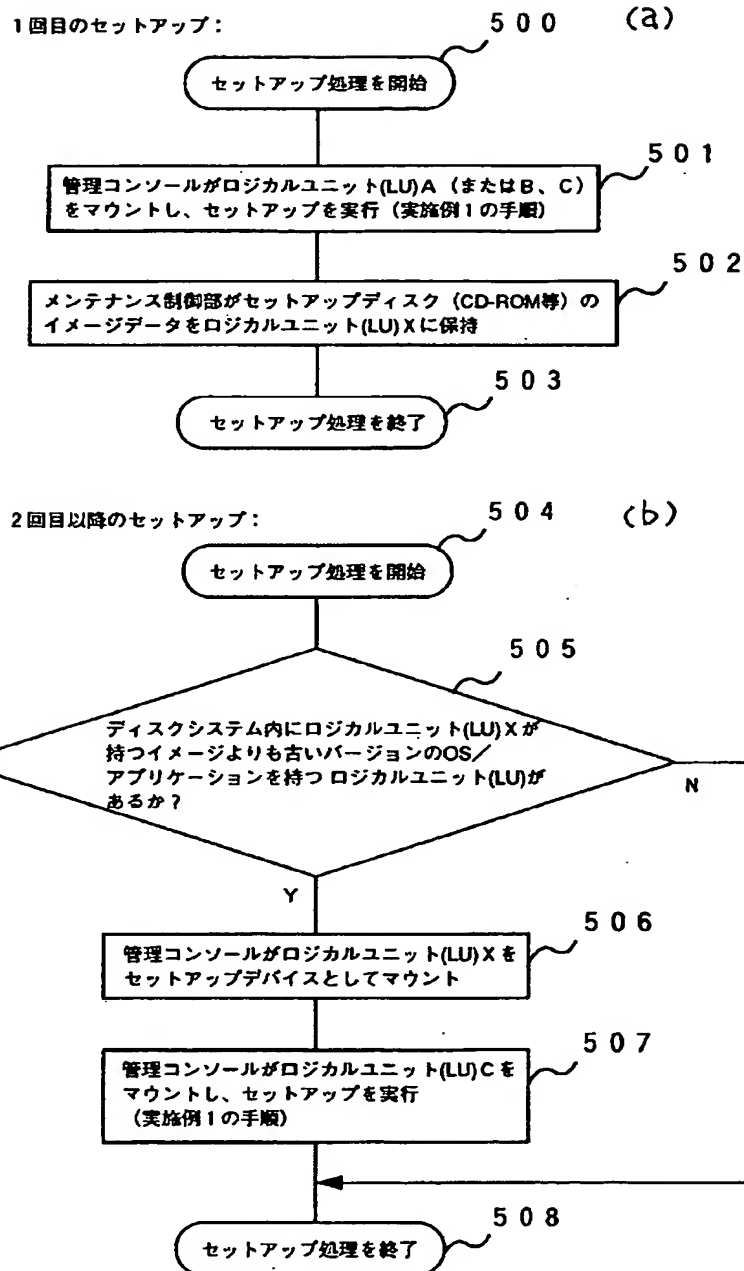 1回目のセットアップ：
500
(a)
セットアップ処理を開始
501
管理コンソールがロジカルユニット(LU)A（またはB、C）
をマウントし、セットアップを実行（実施例1の手順）
502
メンテナンス制御部がセットアップディスク（CD-ROM等）の
イメージデータをロジカルユニット(LU)Xに保持
503
セットアップ処理を終了
2回目以降のセットアップ：
504
(b)
セットアップ処理を開始
505
ディスクシステム内にロジカルユニット(LU)Xが
持つイメージよりも古いバージョンのOS／
アプリケーションを持つ ロジカルユニット(LU)が
あるか？
N
Y
506
管理コンソールがロジカルユニット(LU)Xを
セットアップデバイスとしてマウント
507
管理コンソールがロジカルユニット(LU)Cを
マウントし、セットアップを実行
（実施例1の手順）
508
セットアップ処理を終了